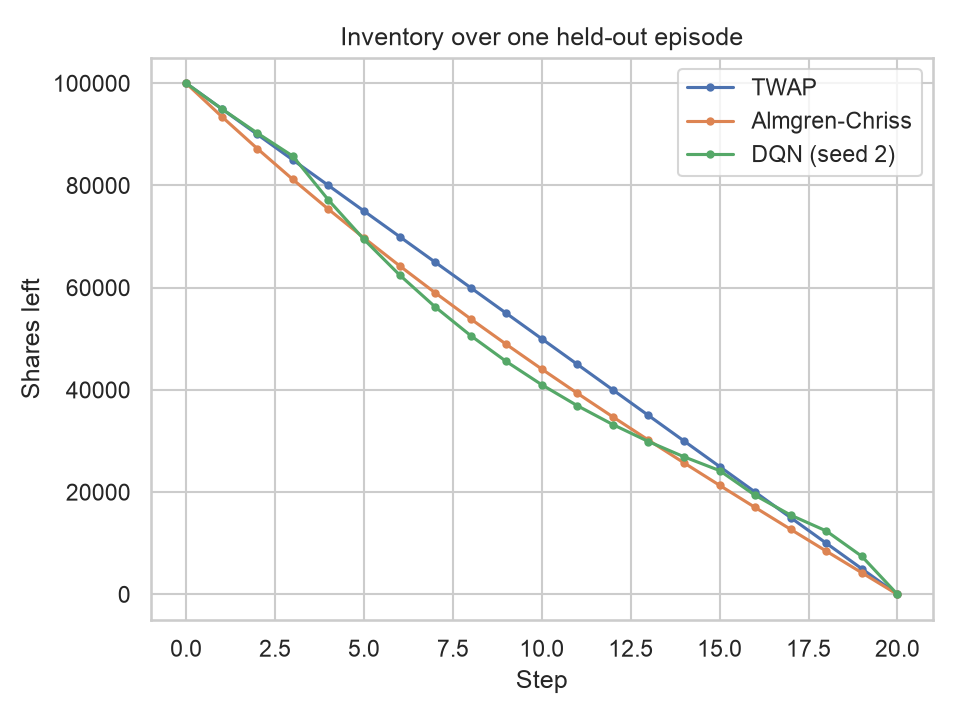 Inventory over one held-out episode
TWAP
Almgren-Chriss
DQN (seed 2)
100000
80000
60000
40000
20000
0
Shares left
0.0 2.5 5.0 7.5 10.0 12.5 15.0 17.5 20.0
Step